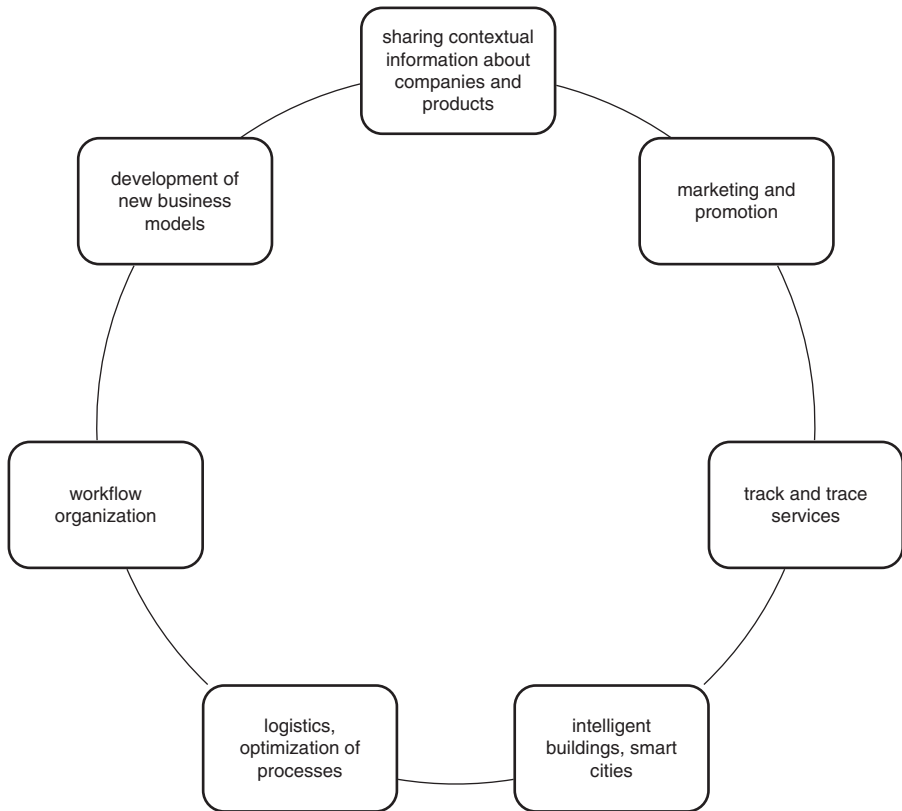 sharing contextual
information about
companies and
products
marketing and
promotion
track and trace
services
intelligent
buildings, smart
cities
logistics,
optimization of
processes
workflow
organization
development of
new business
models